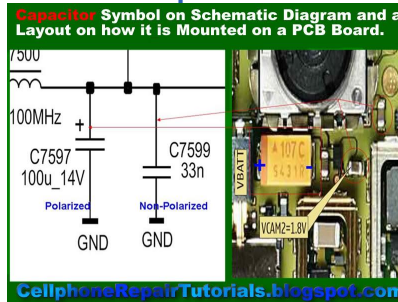 Capacitor Symbol on Schematic Diagram and a
Layout on how it is Mounted on a PCB Board.
7500
100MHz
+
C7597
100u_14V
C7599
33n
Polarized
Non-Polarized
GND
GND
VBATT
107C
+
-
VCAM2=1.8V
CellphoneRepairTutorials.blogspot.com